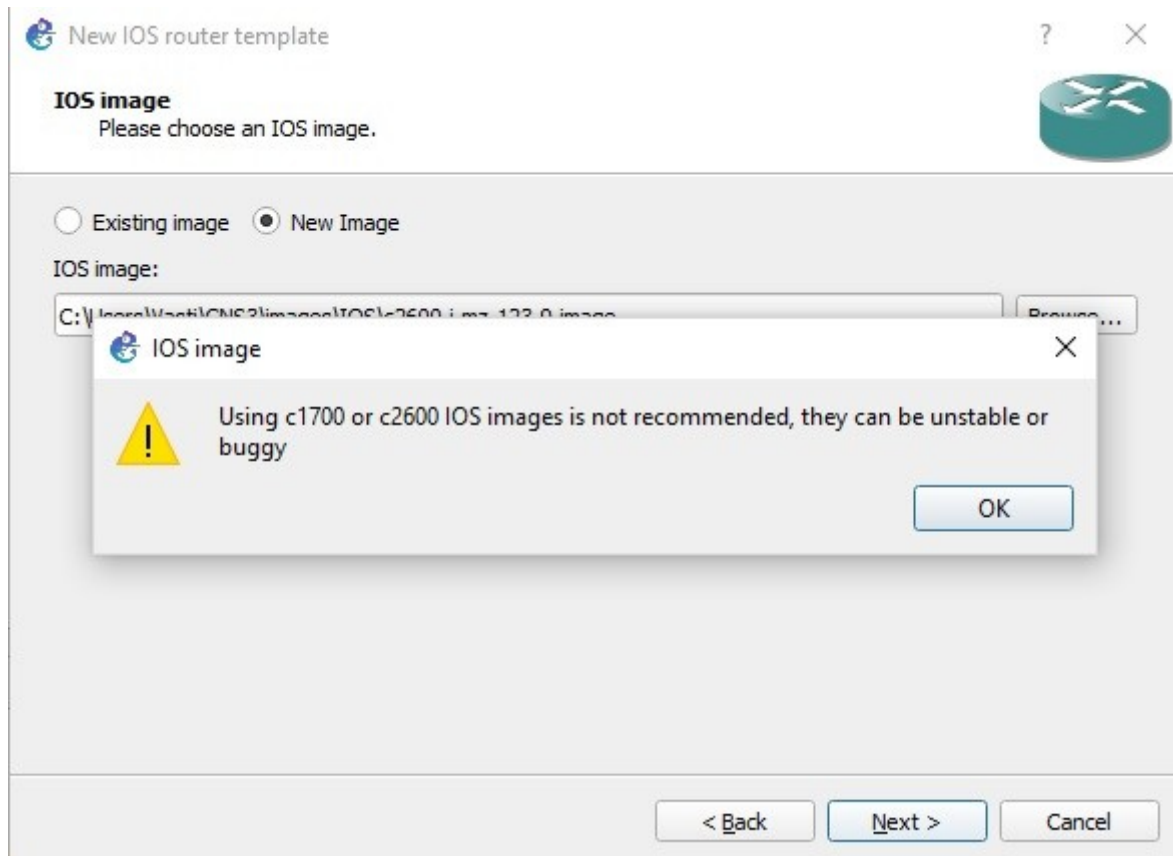 New IOS router template
IOS image
Please choose an IOS image.
Existing image New Image
IOS image:
C:\
IOS image
Using c1700 or c2600 IOS images is not recommended, they can be unstable or
buggy
OK
< Back Next > Cancel